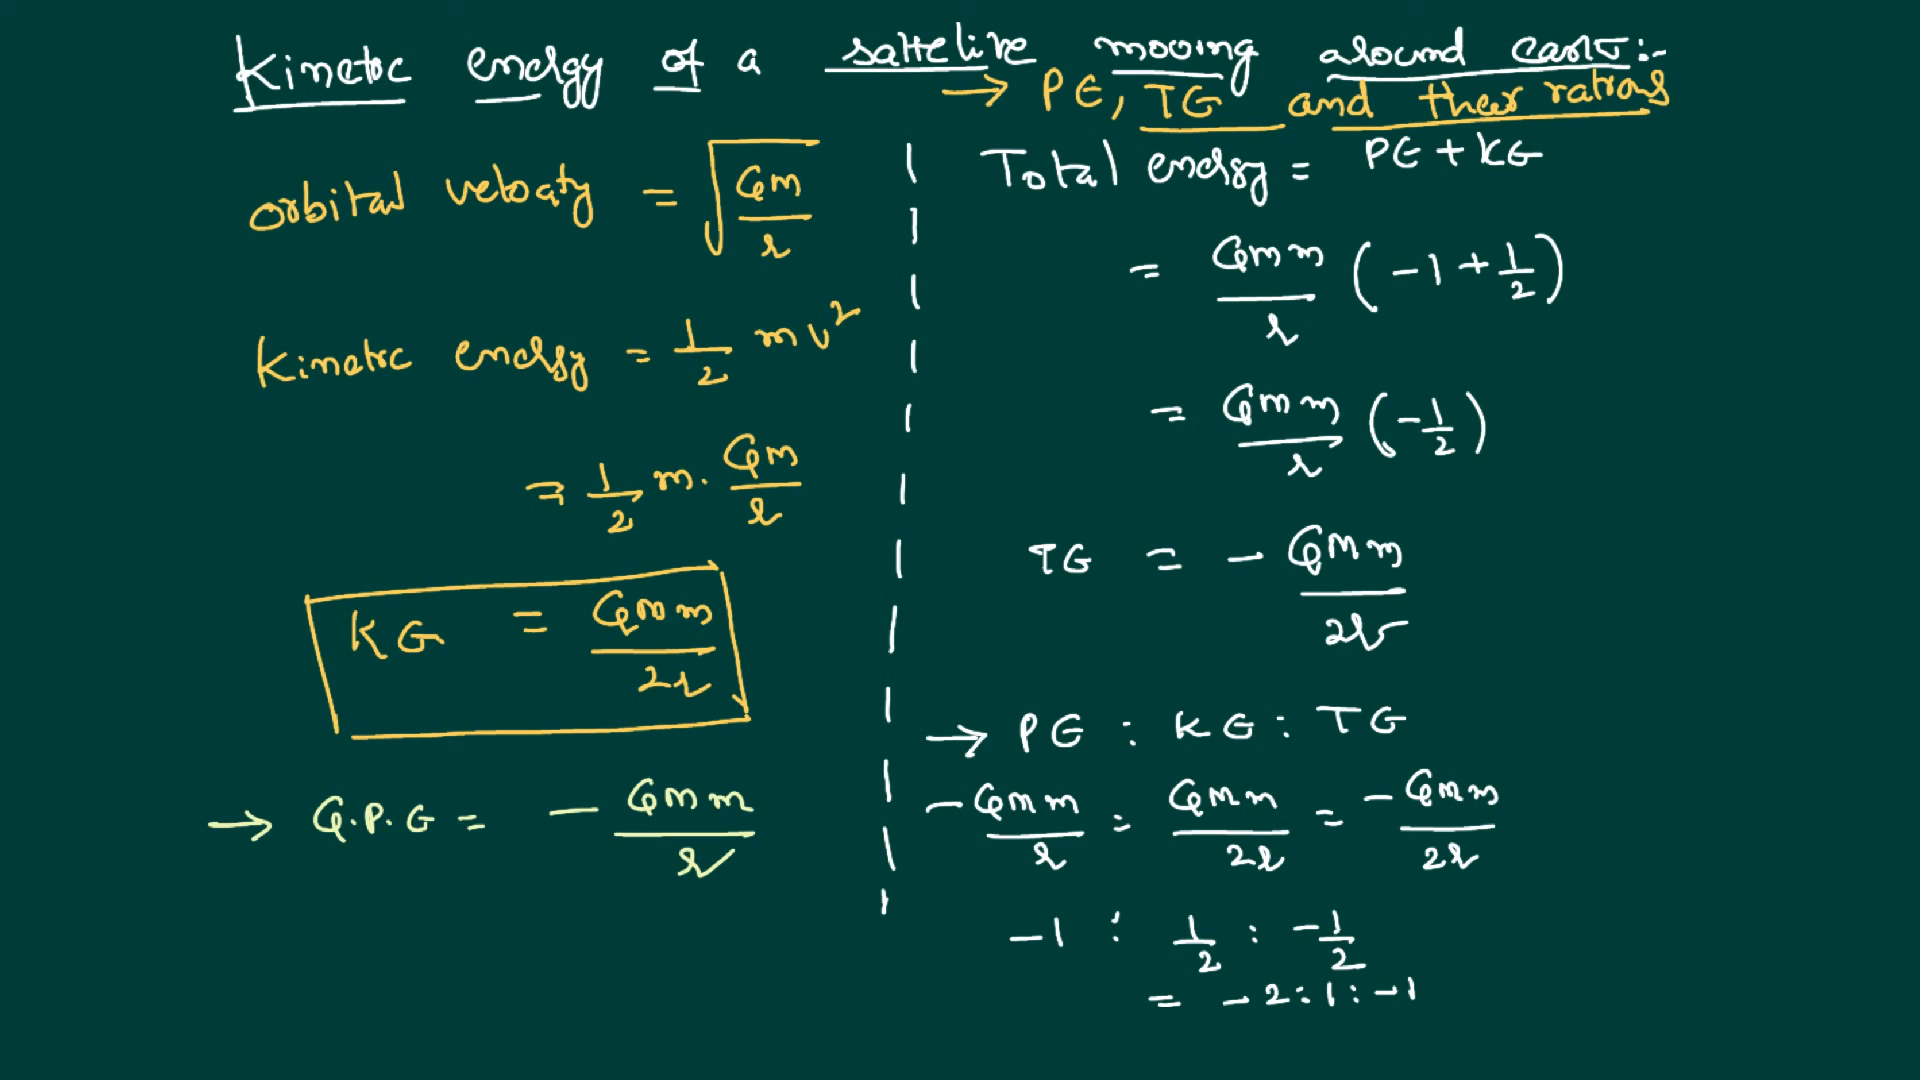 Kinetic energy of a sattelite moving around earth:-
→ PE, TE and their rations
orbital velocity = √(GM/r)
Kinetic energy = 1/2 mv²
= 1/2 m. GM/r
KE = GMm/2r
→ G.P.E = - GMm/r
Total energy = PE + KE
= GMm/r (-1 + 1/2)
= GMm/r (-1/2)
TE = - GMm/2r
→ PE : KE : TE
-GMm/r : GMm/2r = -GMm/2r
-1 : 1/2 : -1/2
= -2 : 1 : -1